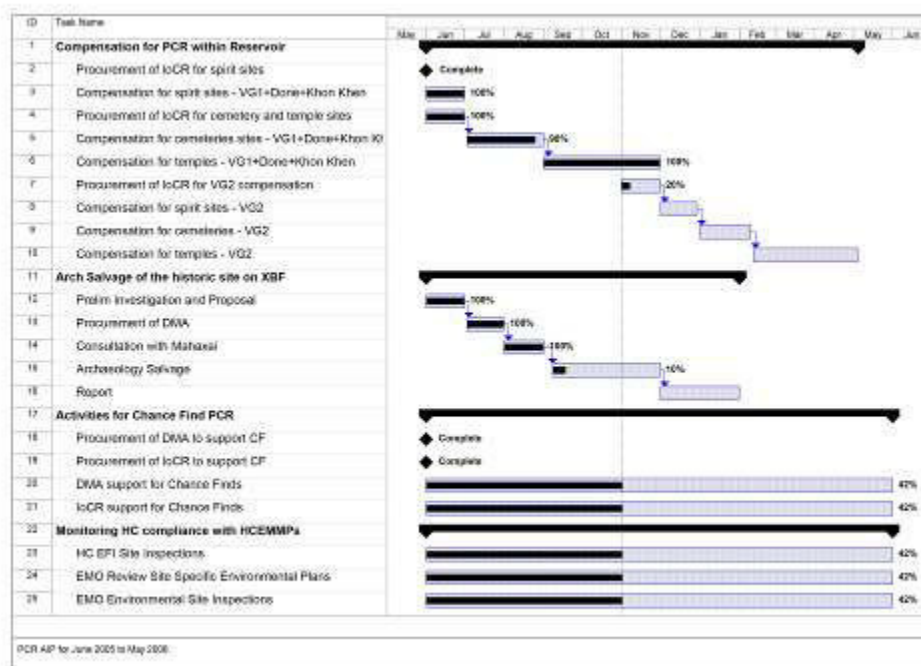 ID Task Name May Jun Jul Aug Sep Oct Nov Dec Jan Feb Mar Apr May Jun
1 Compensation for PCR within Reservoir
2 Procurement of IoCR for spirit sites Complete
3 Compensation for spirit sites - VG1+Done+Khon Khen 100%
4 Procurement of IoCR for cemetery and temple sites 100%
5 Compensation for cemeteries sites - VG1+Done+Khon Kh 90%
6 Compensation for temples - VG1+Done+Khon Khen 100%
7 Procurement of IoCR for VG2 compensation 20%
8 Compensation for spirit sites - VG2
9 Compensation for cemeteries - VG2
10 Compensation for temples - VG2
11 Arch Salvage of the historic site on XBF
12 Prelim Investigation and Proposal 100%
13 Procurement of DMA 100%
14 Consultation with Mahaxai 100%
15 Archaeology Salvage 10%
16 Report
17 Activities for Chance Find PCR
18 Procurement of DMA to support CF Complete
19 Procurement of IoCR to support CF Complete
20 DMA support for Chance Finds 42%
21 IoCR support for Chance Finds 42%
22 Monitoring HC compliance with HCEMMPs
23 HC EFI Site Inspections 42%
24 EMO Review Site Specific Environmental Plans 42%
25 EMO Environmental Site Inspections 42%
PCR AIP for June 2005 to May 2006